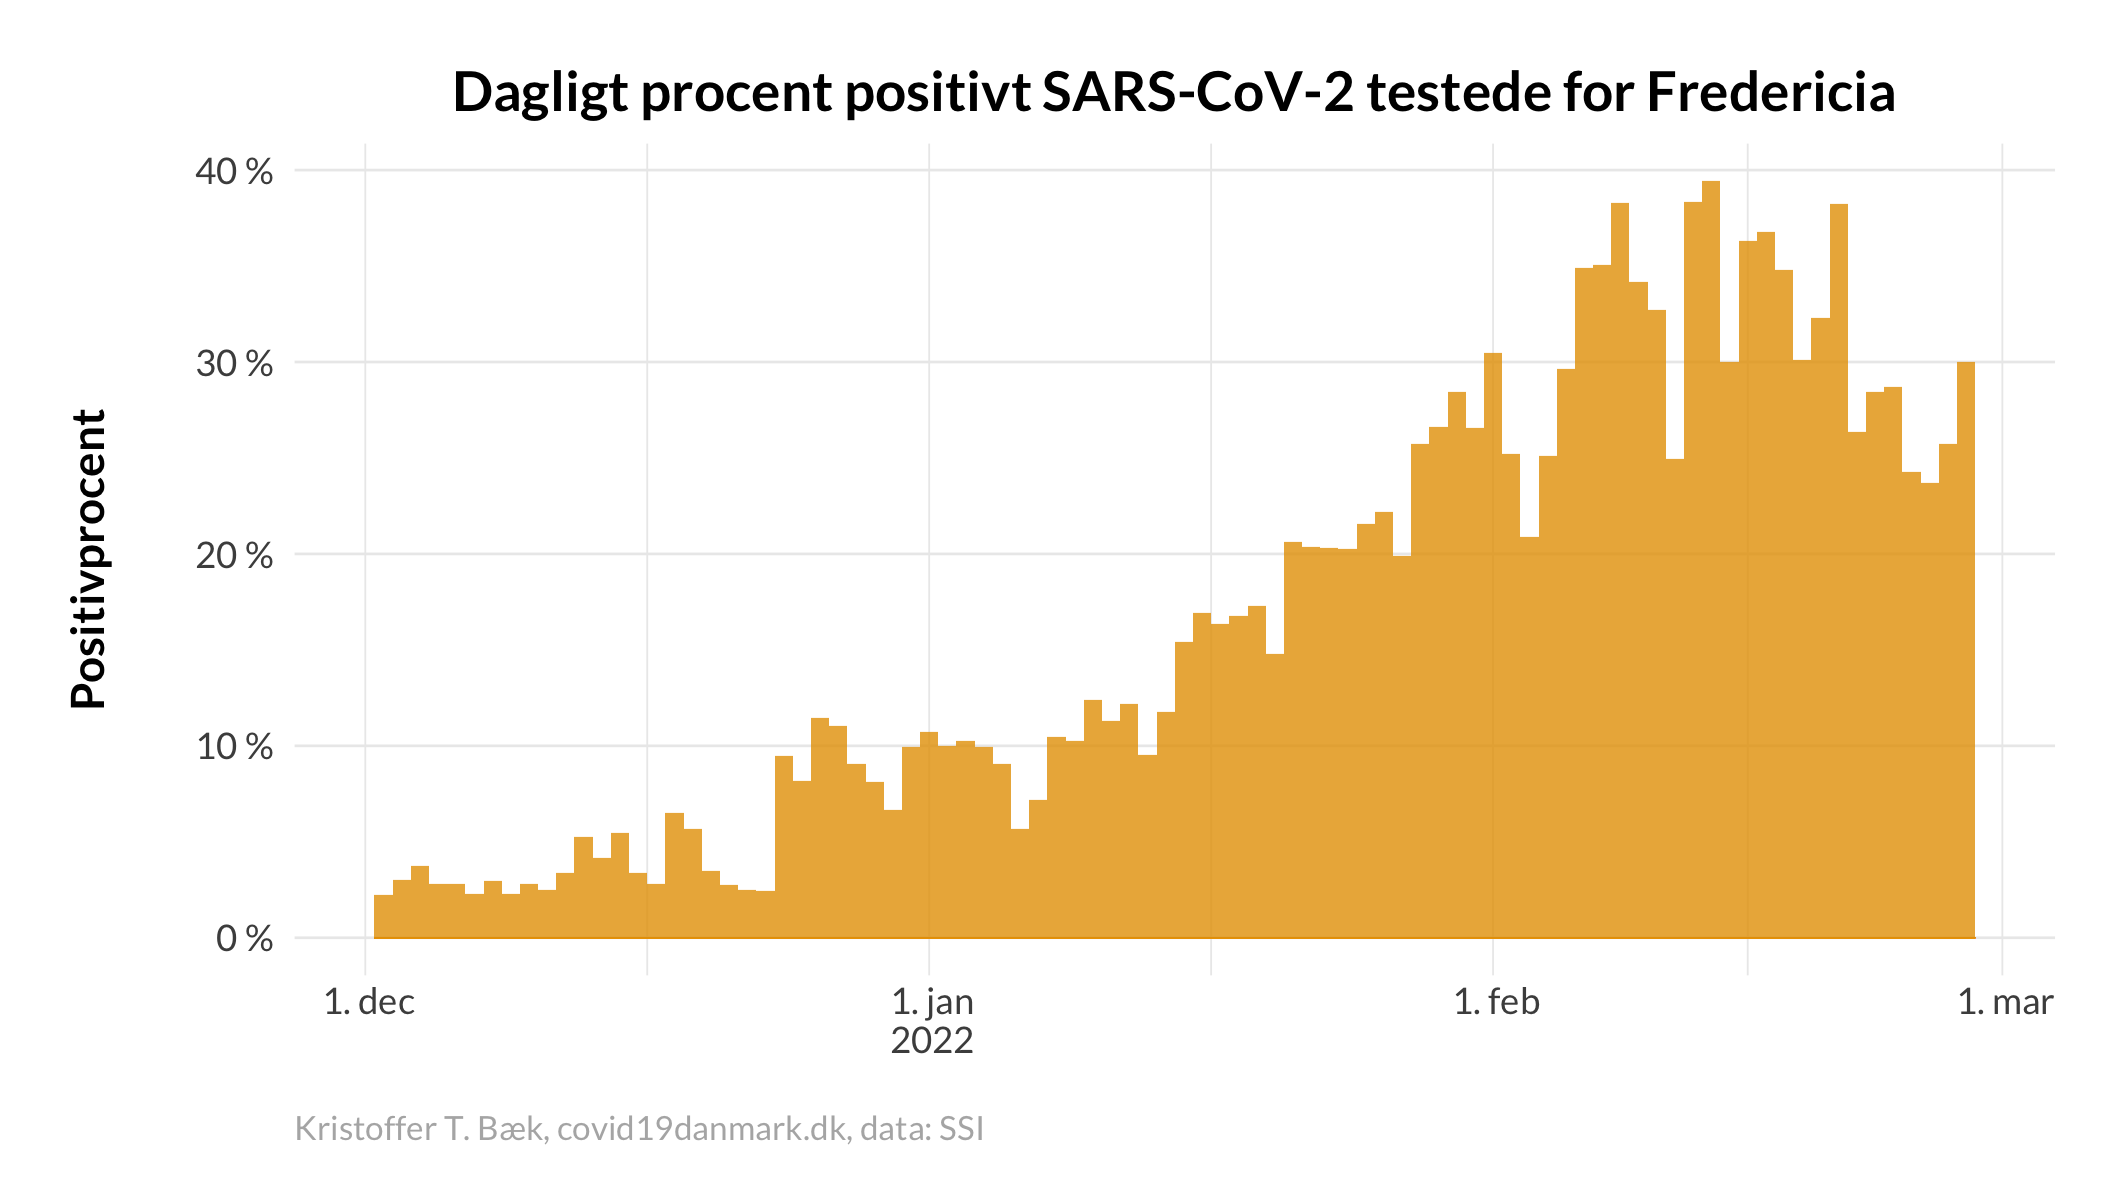 Dagligt procent positivt SARS-CoV-2 testede for Fredericia
Positivprocent
40 %
30 %
20 %
10 %
0 %
1. dec
1. jan
2022
1. feb
1. mar
Kristoffer T. Bæk, covid19danmark.dk, data: SSI